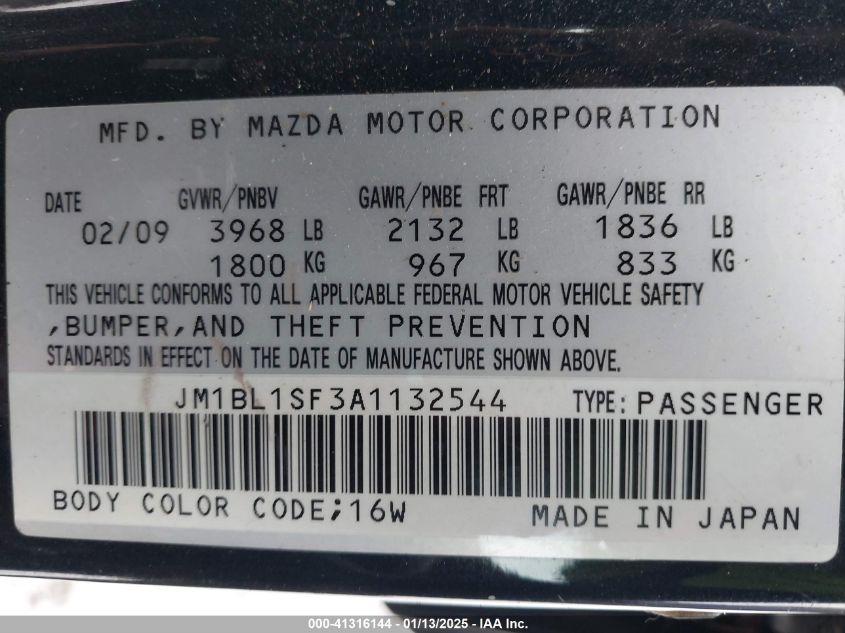 MFD. BY MAZDA MOTOR CORPORATION
DATE GVWR/PNBV GAWR/PNBE FRT GAWR/PNBE RR
02/09 3968 LB 2132 LB 1836 LB
1800 KG 967 KG 833 KG
THIS VEHICLE CONFORMS TO ALL APPLICABLE FEDERAL MOTOR VEHICLE SAFETY
,BUMPER,AND THEFT PREVENTION
STANDARDS IN EFFECT ON THE DATE OF MANUFACTURE SHOWN ABOVE.
JM1BL1SF3A1132544 TYPE:PASSENGER
BODY COLOR CODE;16W MADE IN JAPAN
000-41316144 - 01/13/2025 - IAA Inc.